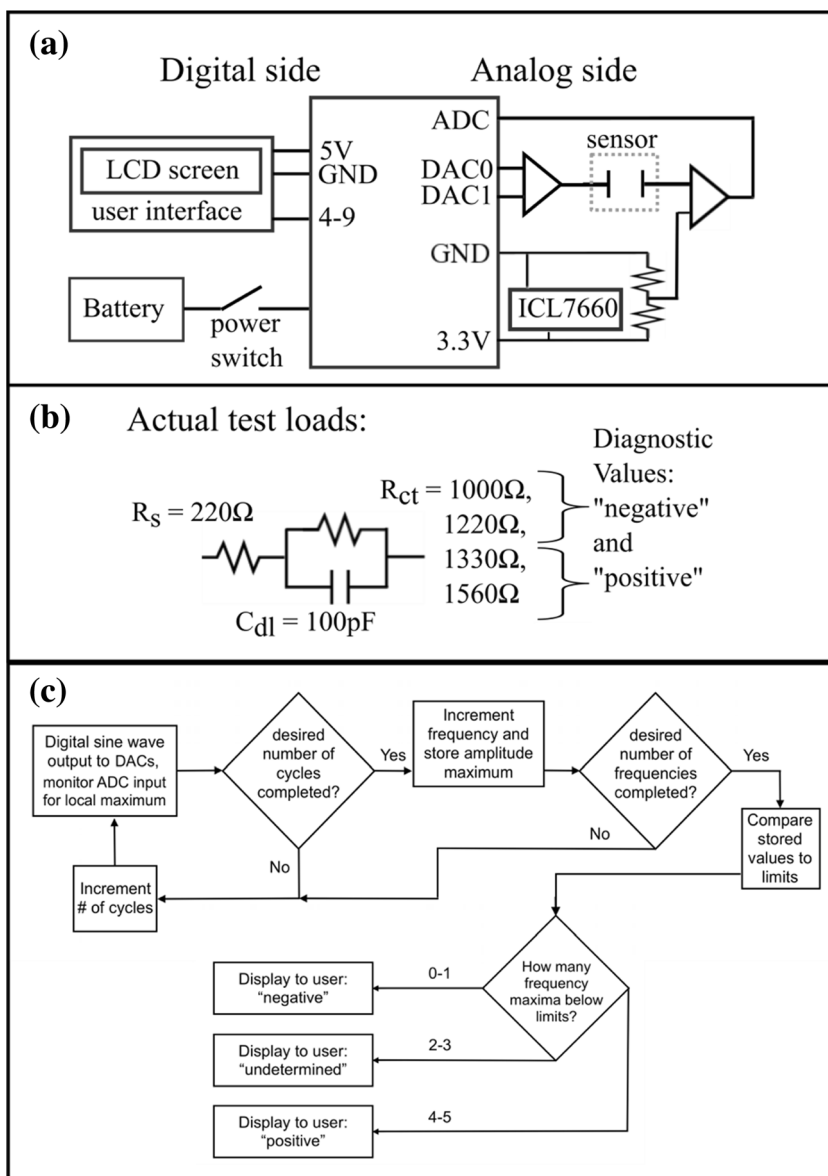 (a)
Digital side
Analog side
LCD screen
user interface
5V
GND
4-9
Battery
power
switch
ADC
DAC0
DAC1
GND
3.3V
sensor
ICL7660
(b)
Actual test loads:
Rs = 220Ω
Cdl = 100pF
Rct = 1000Ω,
1220Ω,
1330Ω,
1560Ω
Diagnostic
Values:
"negative"
and
"positive"
(c)
Digital sine wave
output to DACs,
monitor ADC input
for local maximum
desired
number of
cycles
completed?
Yes
No
Increment
# of cycles
Increment
frequency and
store amplitude
maximum
desired
number of
frequencies
completed?
Yes
No
Compare
stored
values to
limits
How many
frequency
maxima below
limits?
0-1
Display to user:
“negative”
2-3
Display to user:
“undetermined”
4-5
Display to user:
“positive”